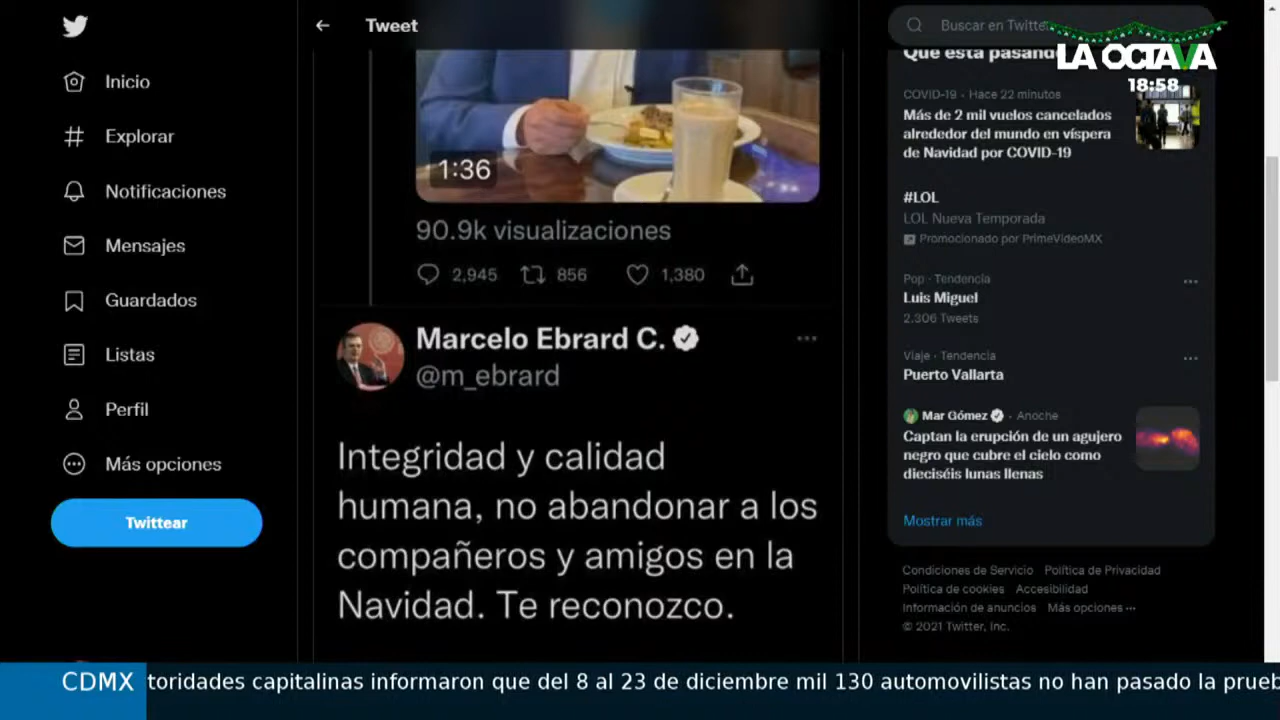 Inicio
Explorar
Notificaciones
Mensajes
Guardados
Listas
Perfil
Más opciones
Twittear
Tweet
1:36
90.9k visualizaciones
2,945 856 1,380
Marcelo Ebrard C.
@m_ebrard
Integridad y calidad
humana, no abandonar a los
compañeros y amigos en la
Navidad. Te reconozco.
Buscar en Twitte
LA OCTAVA
18:58
Qué está pasando
COVID-19 · Hace 22 minutos
Más de 2 mil vuelos cancelados
alrededor del mundo en víspera
de Navidad por COVID-19
#LOL
LOL Nueva Temporada
Promocionado por PrimeVideoMX
Pop · Tendencia
Luis Miguel
2.306 Tweets
Viaje · Tendencia
Puerto Vallarta
Mar Gómez · Anoche
Captan la erupción de un agujero
negro que cubre el cielo como
dieciséis lunas llenas
Mostrar más
Condiciones de Servicio Política de Privacidad
Política de cookies Accesibilidad
Información de anuncios Más opciones ···
© 2021 Twitter, Inc.
CDMX toridades capitalinas informaron que del 8 al 23 de diciembre mil 130 automovilistas no han pasado la prueb